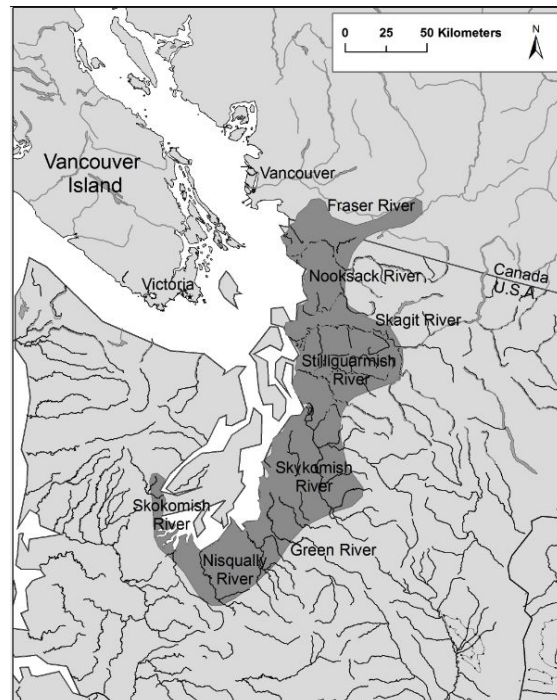 0 25 50 Kilometers
N
Vancouver
Island
Vancouver
Fraser River
Victoria
Nooksack River
Canada
U.S.A
Skagit River
Stilliguarmish
River
Skykomish
River
Skokomish
River
Nisqually
River
Green River